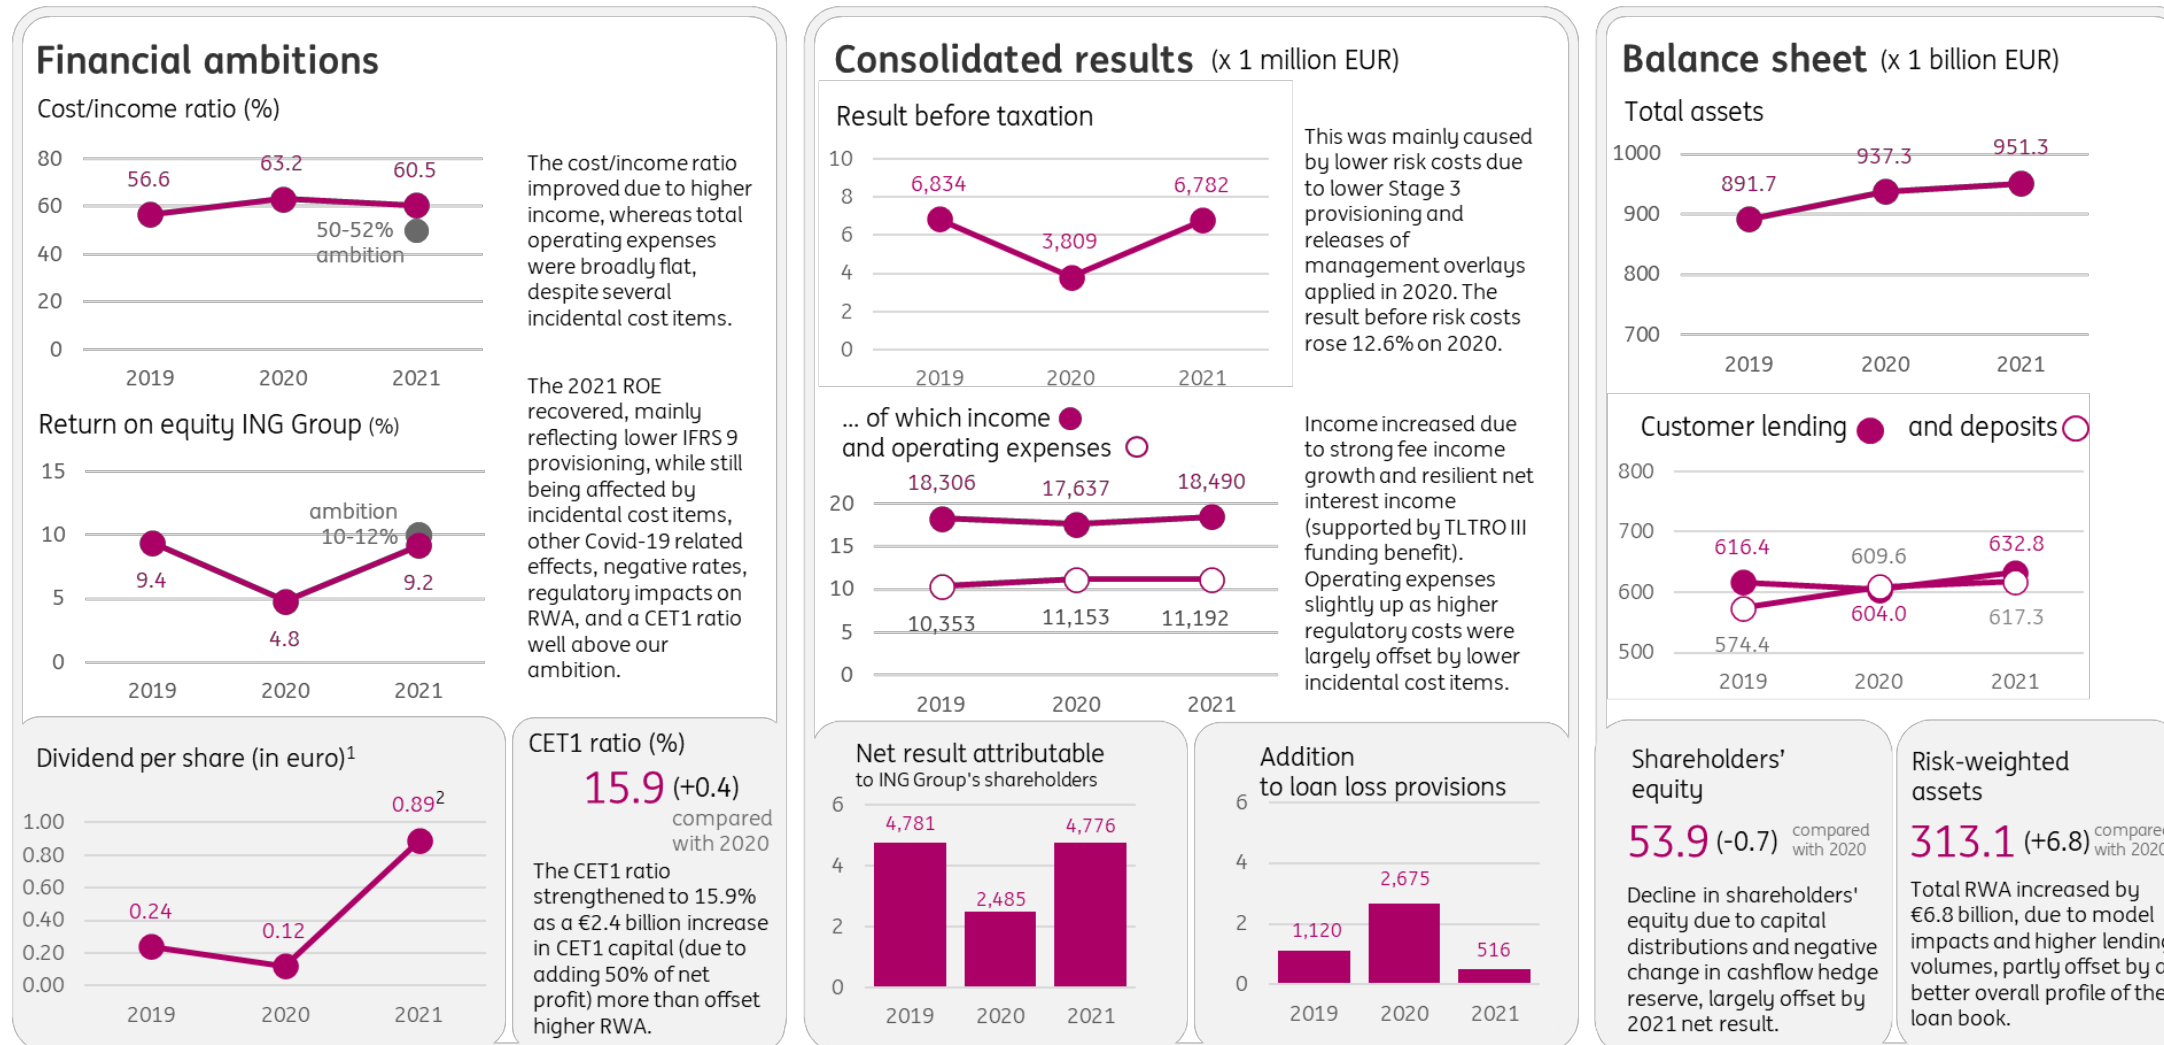 Financial ambitions
Cost/income ratio (%)
80
60
40
20
0
56.6
63.2
60.5
50-52%
ambition
2019
2020
2021
The cost/income ratio
improved due to higher
income, whereas total
operating expenses
were broadly flat,
despite several
incidental cost items.
Return on equity ING Group (%)
15
10
5
0
9.4
4.8
9.2
ambition
10-12%
2019
2020
2021
The 2021 ROE
recovered, mainly
reflecting lower IFRS 9
provisioning, while still
being affected by
incidental cost items,
other Covid-19 related
effects, negative rates,
regulatory impacts on
RWA, and a CET1 ratio
well above our
ambition.
Dividend per share (in euro)¹
1.00
0.80
0.60
0.40
0.20
0.00
0.24
0.12
0.89²
2019
2020
2021
CET1 ratio (%)
15.9 (+0.4)
compared
with 2020
The CET1 ratio
strengthened to 15.9%
as a €2.4 billion increase
in CET1 capital (due to
adding 50% of net
profit) more than offset
higher RWA.
Consolidated results (x 1 million EUR)
Result before taxation
10
8
6
4
2
0
6,834
3,809
6,782
2019
2020
2021
This was mainly caused
by lower risk costs due
to lower Stage 3
provisioning and
releases of
management overlays
applied in 2020. The
result before risk costs
rose 12.6% on 2020.
... of which income
and operating expenses
20
15
10
5
0
18,306
17,637
18,490
10,353
11,153
11,192
2019
2020
2021
Income increased due
to strong fee income
growth and resilient net
interest income
(supported by TLTRO III
funding benefit).
Operating expenses
slightly up as higher
regulatory costs were
largely offset by lower
incidental cost items.
Net result attributable
to ING Group's shareholders
6
4
2
0
4,781
2,485
4,776
2019
2020
2021
Addition
to loan loss provisions
6
4
2
0
1,120
2,675
516
2019
2020
2021
Balance sheet (x 1 billion EUR)
Total assets
1000
900
800
700
891.7
937.3
951.3
2019
2020
2021
Customer lending and deposits
800
700
600
500
616.4
609.6
632.8
574.4
604.0
617.3
2019
2020
2021
Shareholders'
equity
53.9 (-0.7) compared
with 2020
Decline in shareholders'
equity due to capital
distributions and negative
change in cashflow hedge
reserve, largely offset by
2021 net result.
Risk-weighted
assets
313.1 (+6.8)
with
Total RWA increased by
€6.8 billion, due to model
impacts and higher
volumes, partly offset by
better overall profile of the
loan book.